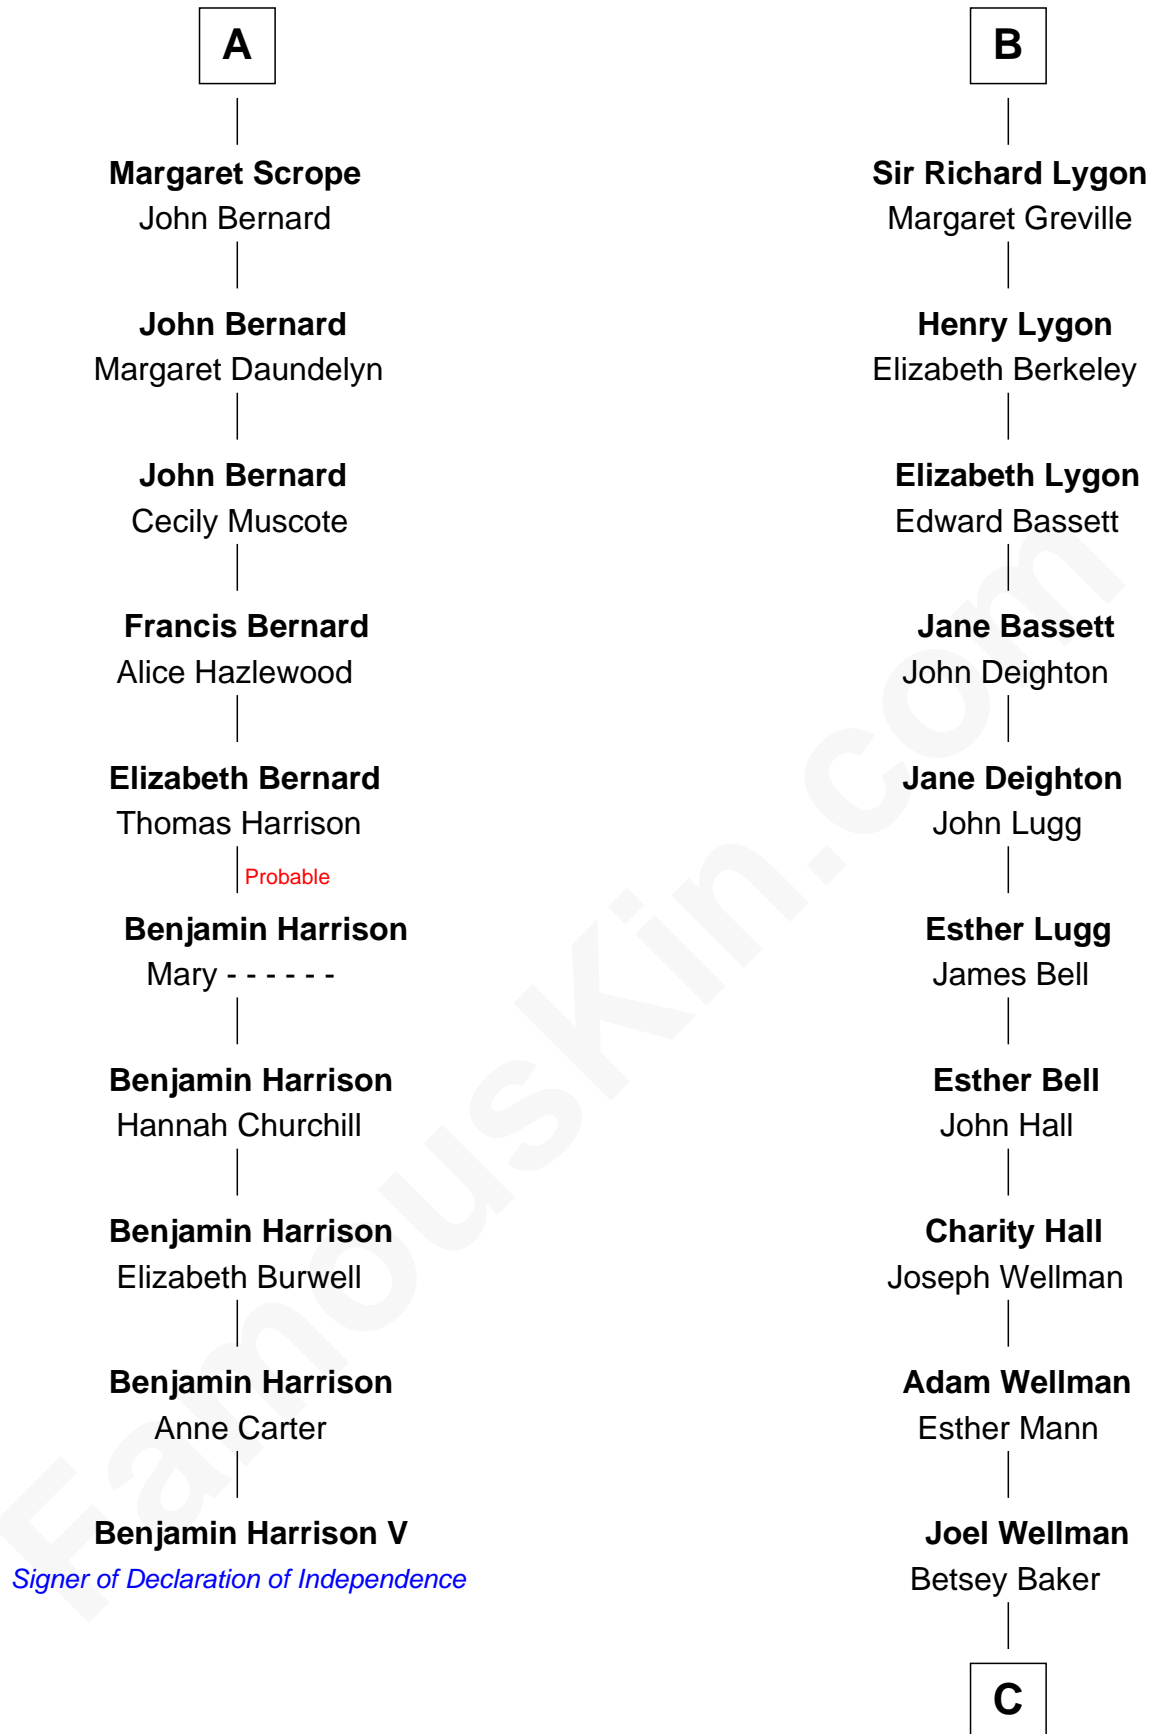 A
Margaret Scrope
John Bernard
John Bernard
Margaret Daundelyn
John Bernard
Cecily Muscote
Francis Bernard
Alice Hazlewood
Elizabeth Bernard
Thomas Harrison
Probable
Benjamin Harrison
Mary - - - - - -
Benjamin Harrison
Hannah Churchill
Benjamin Harrison
Elizabeth Burwell
Benjamin Harrison
Anne Carter
Benjamin Harrison V
Signer of Declaration of Independence
B
Sir Richard Lygon
Margaret Greville
Henry Lygon
Elizabeth Berkeley
Elizabeth Lygon
Edward Bassett
Jane Bassett
John Deighton
Jane Deighton
John Lugg
Esther Lugg
James Bell
Esther Bell
John Hall
Charity Hall
Joseph Wellman
Adam Wellman
Esther Mann
Joel Wellman
Betsey Baker
C
FamousKin.com